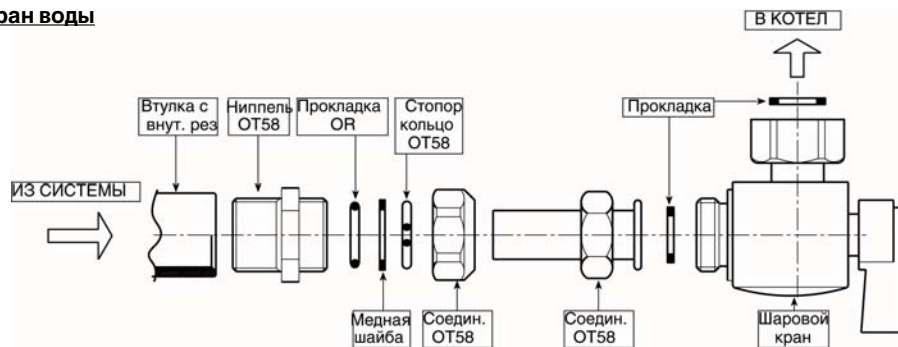 ран воды
В КОТЕЛ
Втулка с
внут. рез
Ниппель
ОТ58
Прокладка
OR
Стопор
кольцо
ОТ58
Прокладка
ИЗ СИСТЕМЫ
Медная
шайба
Соедин.
ОТ58
Соедин.
ОТ58
Шаровой
кран